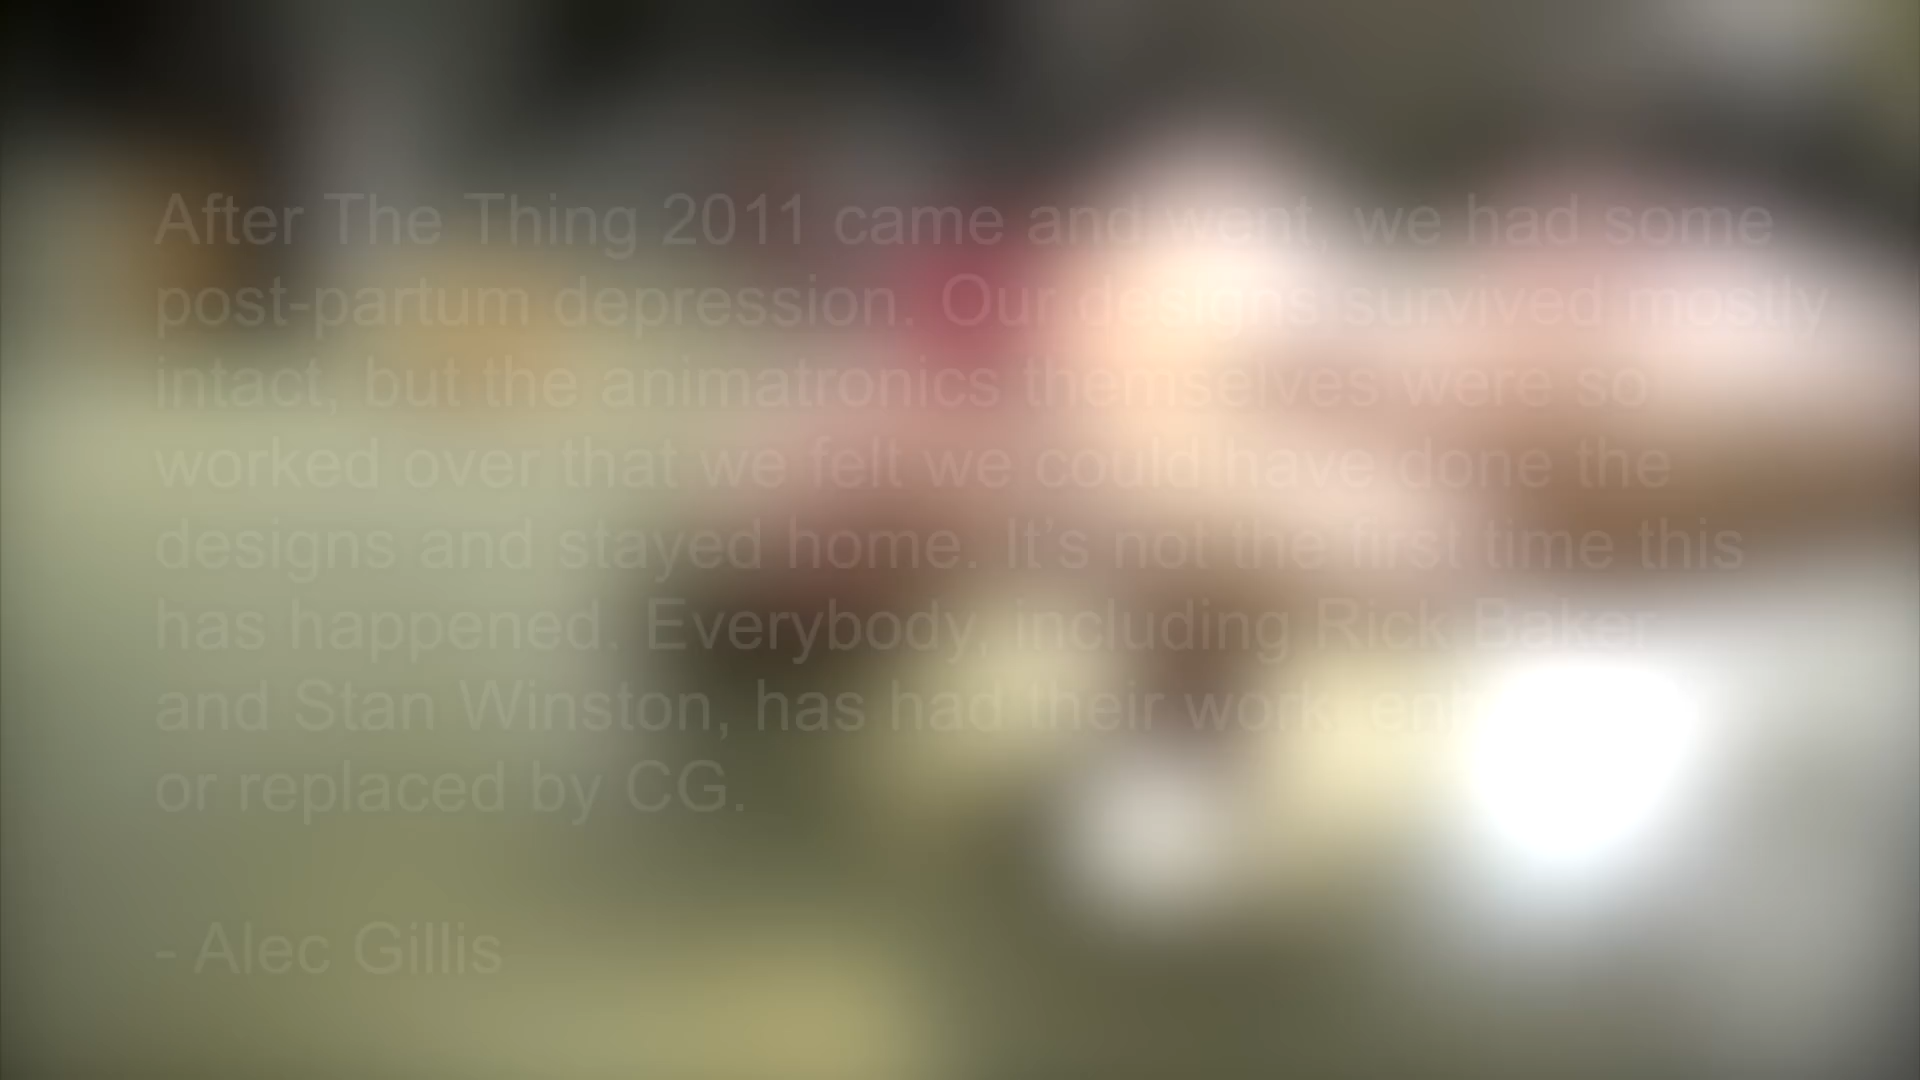 After The Thing 2011 came and went, we had some
post-partum depression. Our designs survived mostly
intact, but the animatronics themselves were so
worked over that we felt we could have done the
designs and stayed home. It’s not the first time this
has happened. Everybody, including Rick Baker
and Stan Winston, has had their work
or replaced by CG.
- Alec Gillis